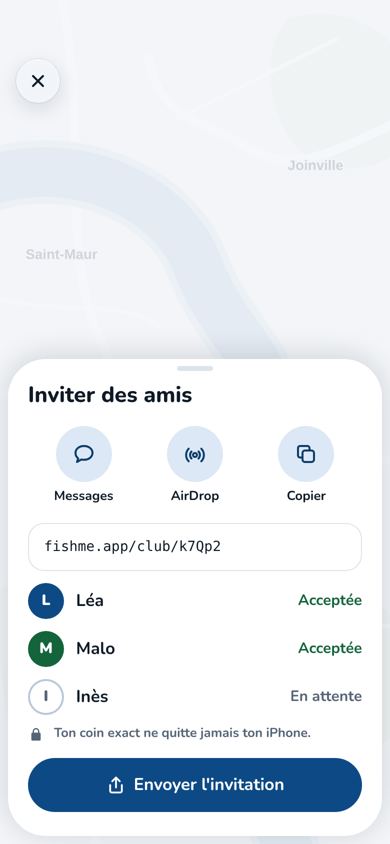 Joinville
Saint-Maur
Inviter des amis
Messages
AirDrop
Copier
fishme.app/club/k7Qp2
L
Léa
Acceptée
M
Malo
Acceptée
I
Inès
En attente
Ton coin exact ne quitte jamais ton iPhone.
Envoyer l'invitation